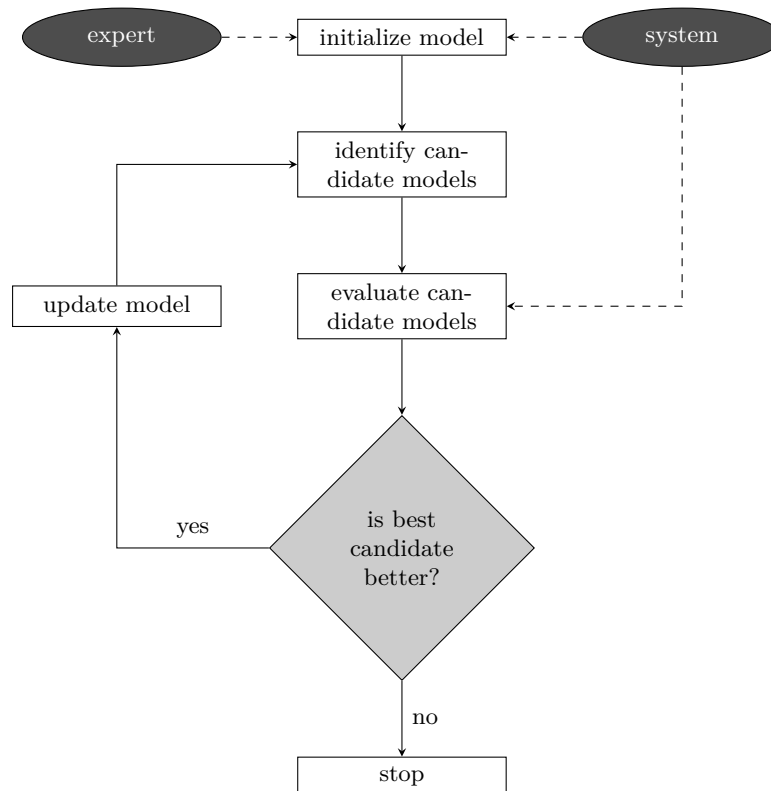 expert
initialize model
system
identify can-
didate models
update model
evaluate can-
didate models
is best
candidate
better?
yes
no
stop